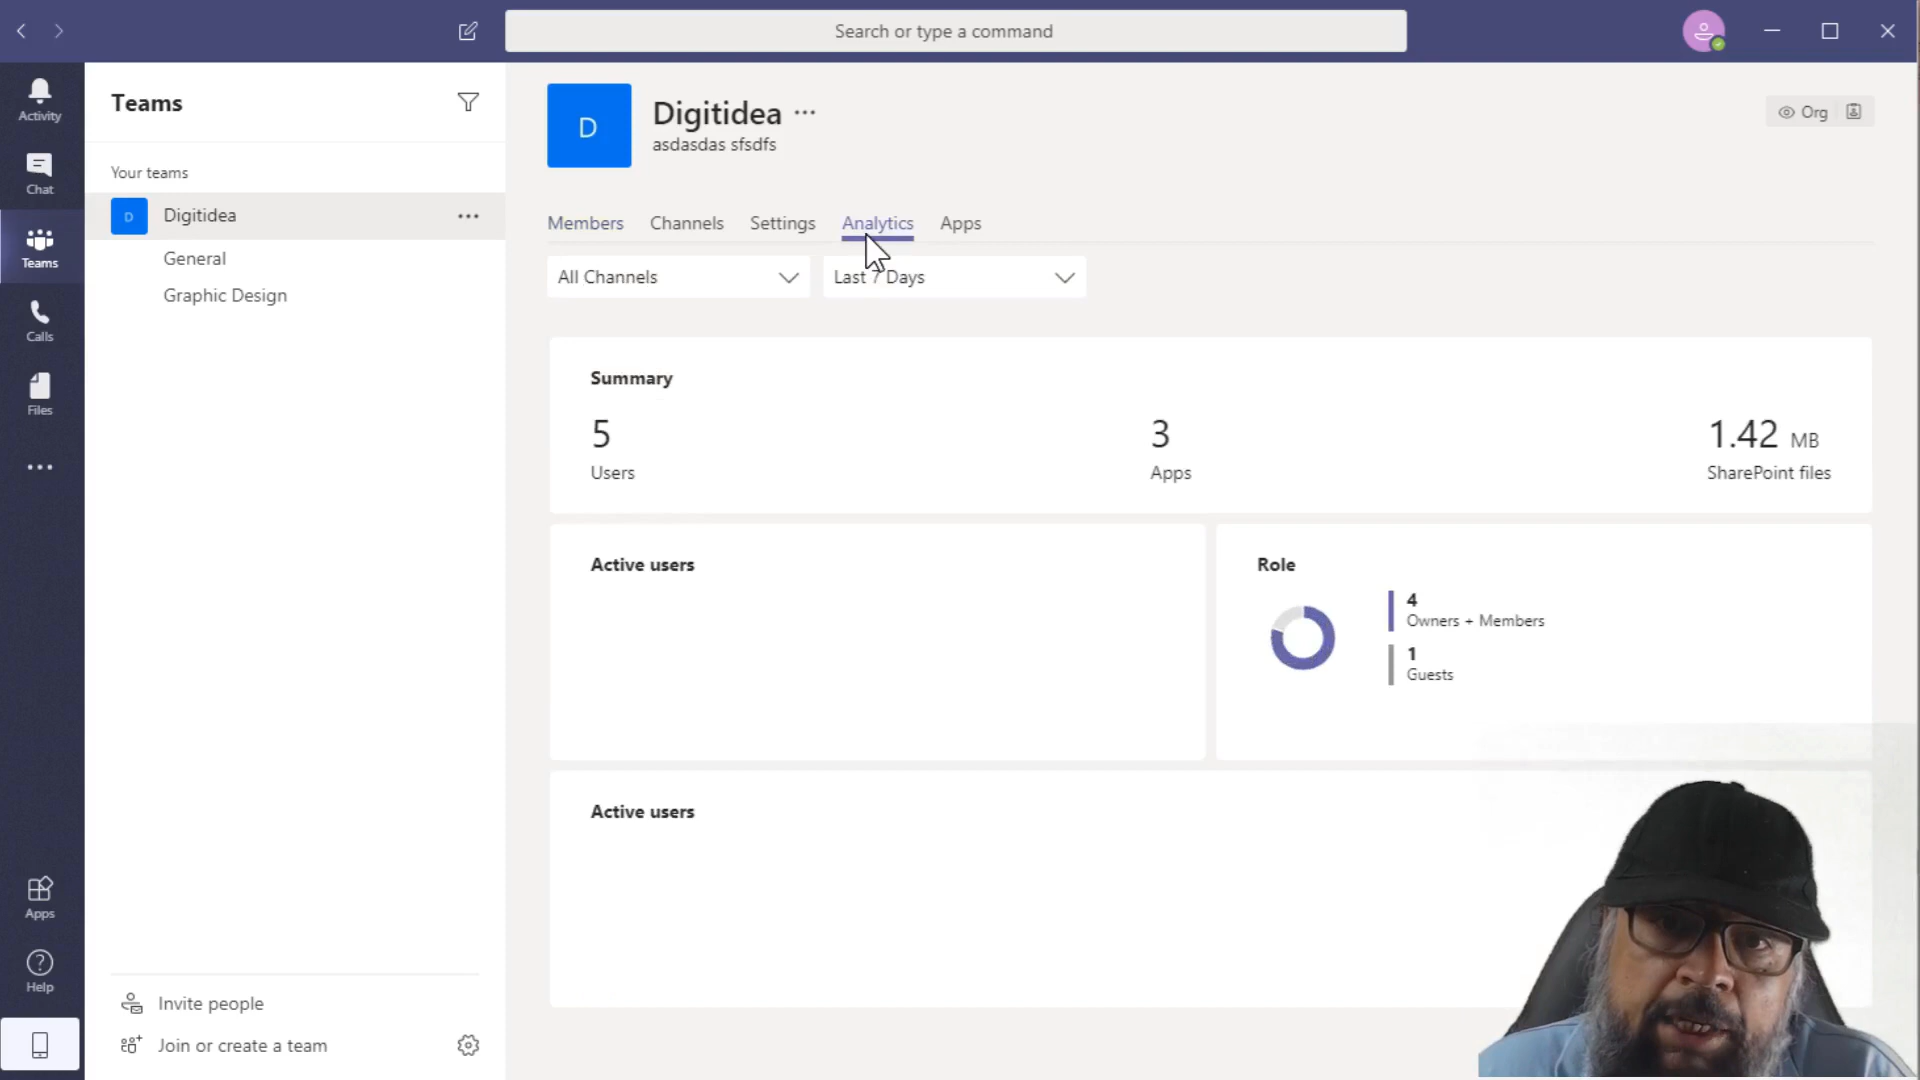 Search or type a command
Activity
Chat
Teams
Calls
Files
Apps
Help
Teams
Your teams
D
Digitidea
General
Graphic Design
Invite people
Join or create a team
D
Digitidea
asdasdas sfsdfs
Org
Members
Channels
Settings
Analytics
Apps
All Channels
Last 7 Days
Summary
5
Users
3
Apps
1.42 MB
SharePoint files
Active users
Role
4
Owners + Members
1
Guests
Active users